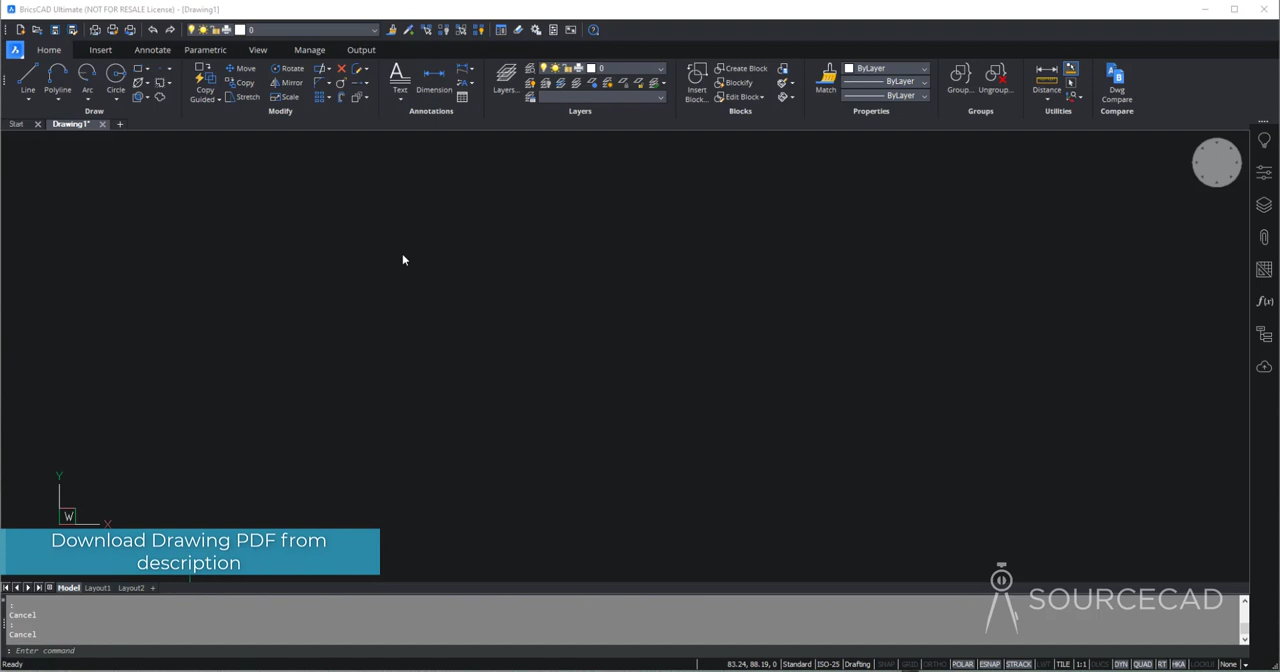 BricsCAD Ultimate (NOT FOR RESALE License) - [Drawing1]
0
Home Insert Annotate Parametric View Manage Output
Line Polyline Arc Circle
Draw
Copy Guided Move Copy Stretch Rotate Mirror Scale
Modify
A
Text Dimension
Annotations
Layers... 0
Layers
Insert Block... Create Block Blockify Edit Block
Blocks
Match ByLayer ByLayer ByLayer
Properties
Group... Ungroup...
Groups
Distance
Utilities
A B
Dwg Compare
Compare
Start Drawing1*
f(x)
Y
W
X
Download Drawing PDF from
description
Model Layout1 Layout2 +
SOURCECAD
:
Cancel
:
Cancel
: Enter command
Ready 83.24, 88.19, 0 Standard ISO-25 Drafting SNAP GRID ORTHO POLAR ESNAP STRACK LWT TILE 1:1 DUCS DYN QUAD RT HKA LOCKUI None